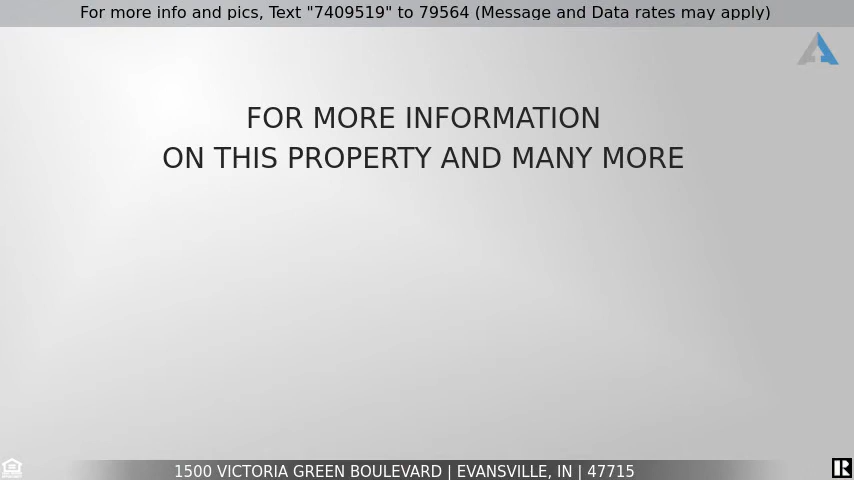 For more info and pics, Text "7409519" to 79564 (Message and Data rates may apply)
FOR MORE INFORMATION
ON THIS PROPERTY AND MANY MORE
1500 VICTORIA GREEN BOULEVARD | EVANSVILLE, IN | 47715